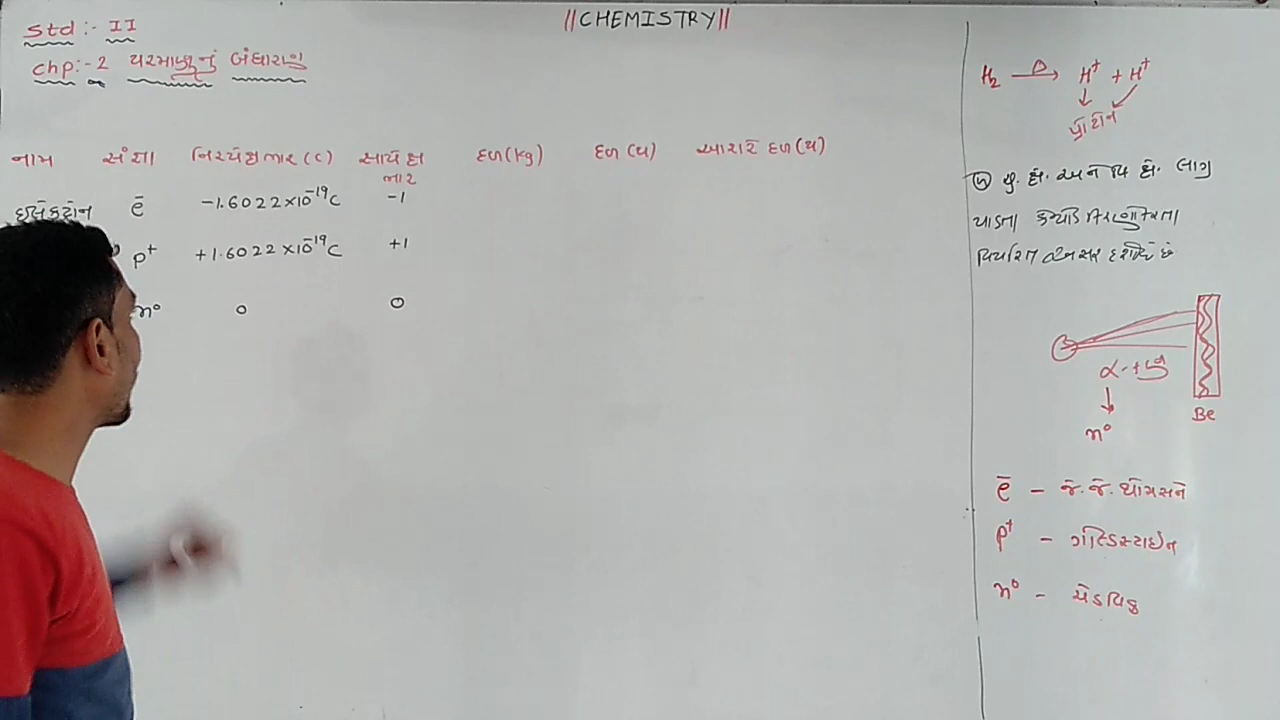 ||CHEMISTRY||
Std :- II
chp:-2 પરમાણુનું બંધારણ
નામ સંજ્ઞા નિરપેક્ષભાર (C) સાપેક્ષ ભાર દળ(kg) દળ (u) આશરે દળ(u)
ઇલેક્ટ્રોન e̅ -1.6022×10⁻¹⁹C -1
p⁺ +1.6022×10⁻¹⁹C +1
n⁰ 0 0
H₂ —Δ→ H⁺ + H⁺
પ્રોટોન
વિ. ક્ષે. લાગુ
Be
n⁰
e̅ - જે.જે. થોમસને
p⁺ - ગોલ્ડસ્ટાઇન
n⁰ - ચેડવિક